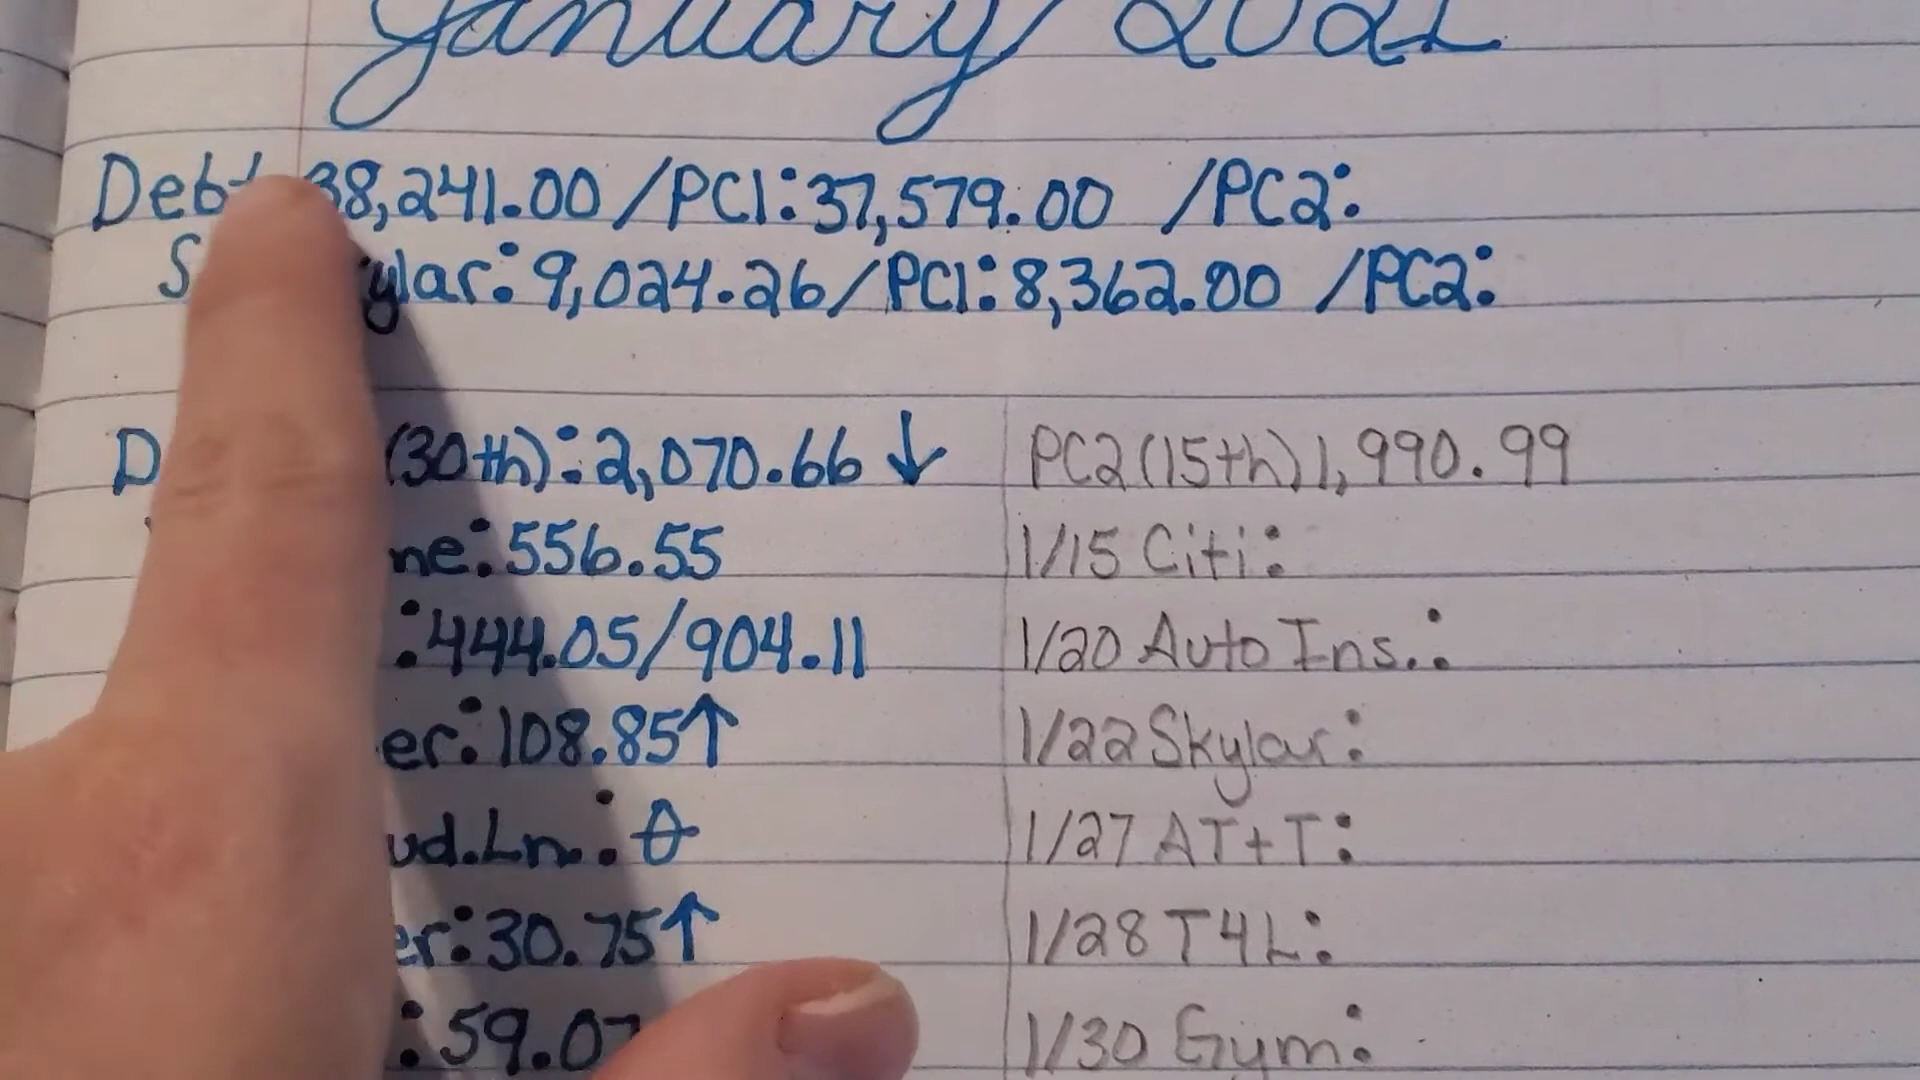 January 2021
Debt 38,241.00 /PC1:37,579.00 /PC2:
ylar: 9,024.26/PC1:8,362.00 /PC2:
(30th):2,070.66↓
ne:556.55
:444.05/904.11
er:108.85↑
ud.Ln.:0
er:30.75↑
:59.07
PC2(15th)1,990.99
1/15 Citi:
1/20 Auto Ins.:
1/22 Skylar:
1/27 AT+T:
1/28 T4L:
1/30 Gym: